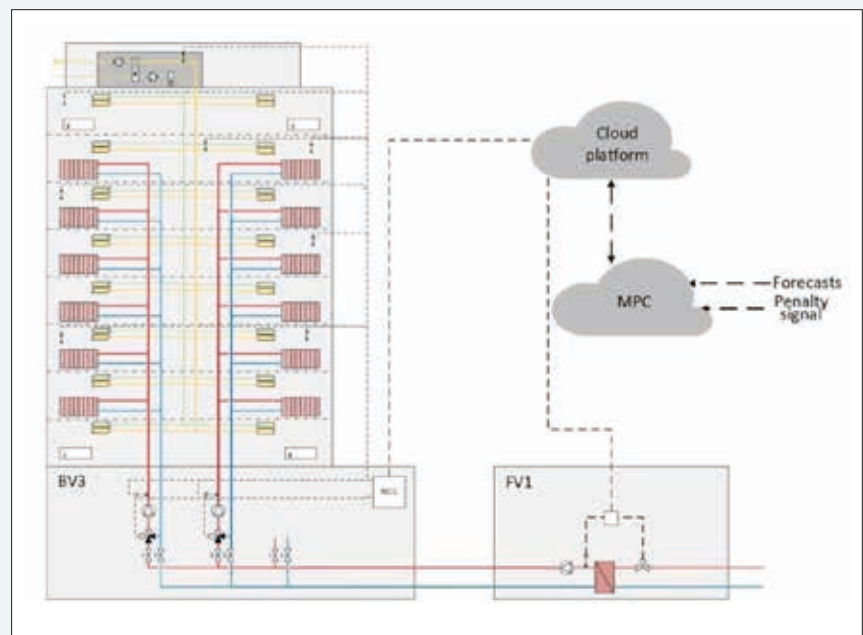 Cloud
platform
MPC
Forecasts
Penalty
signal
BV3
FV1